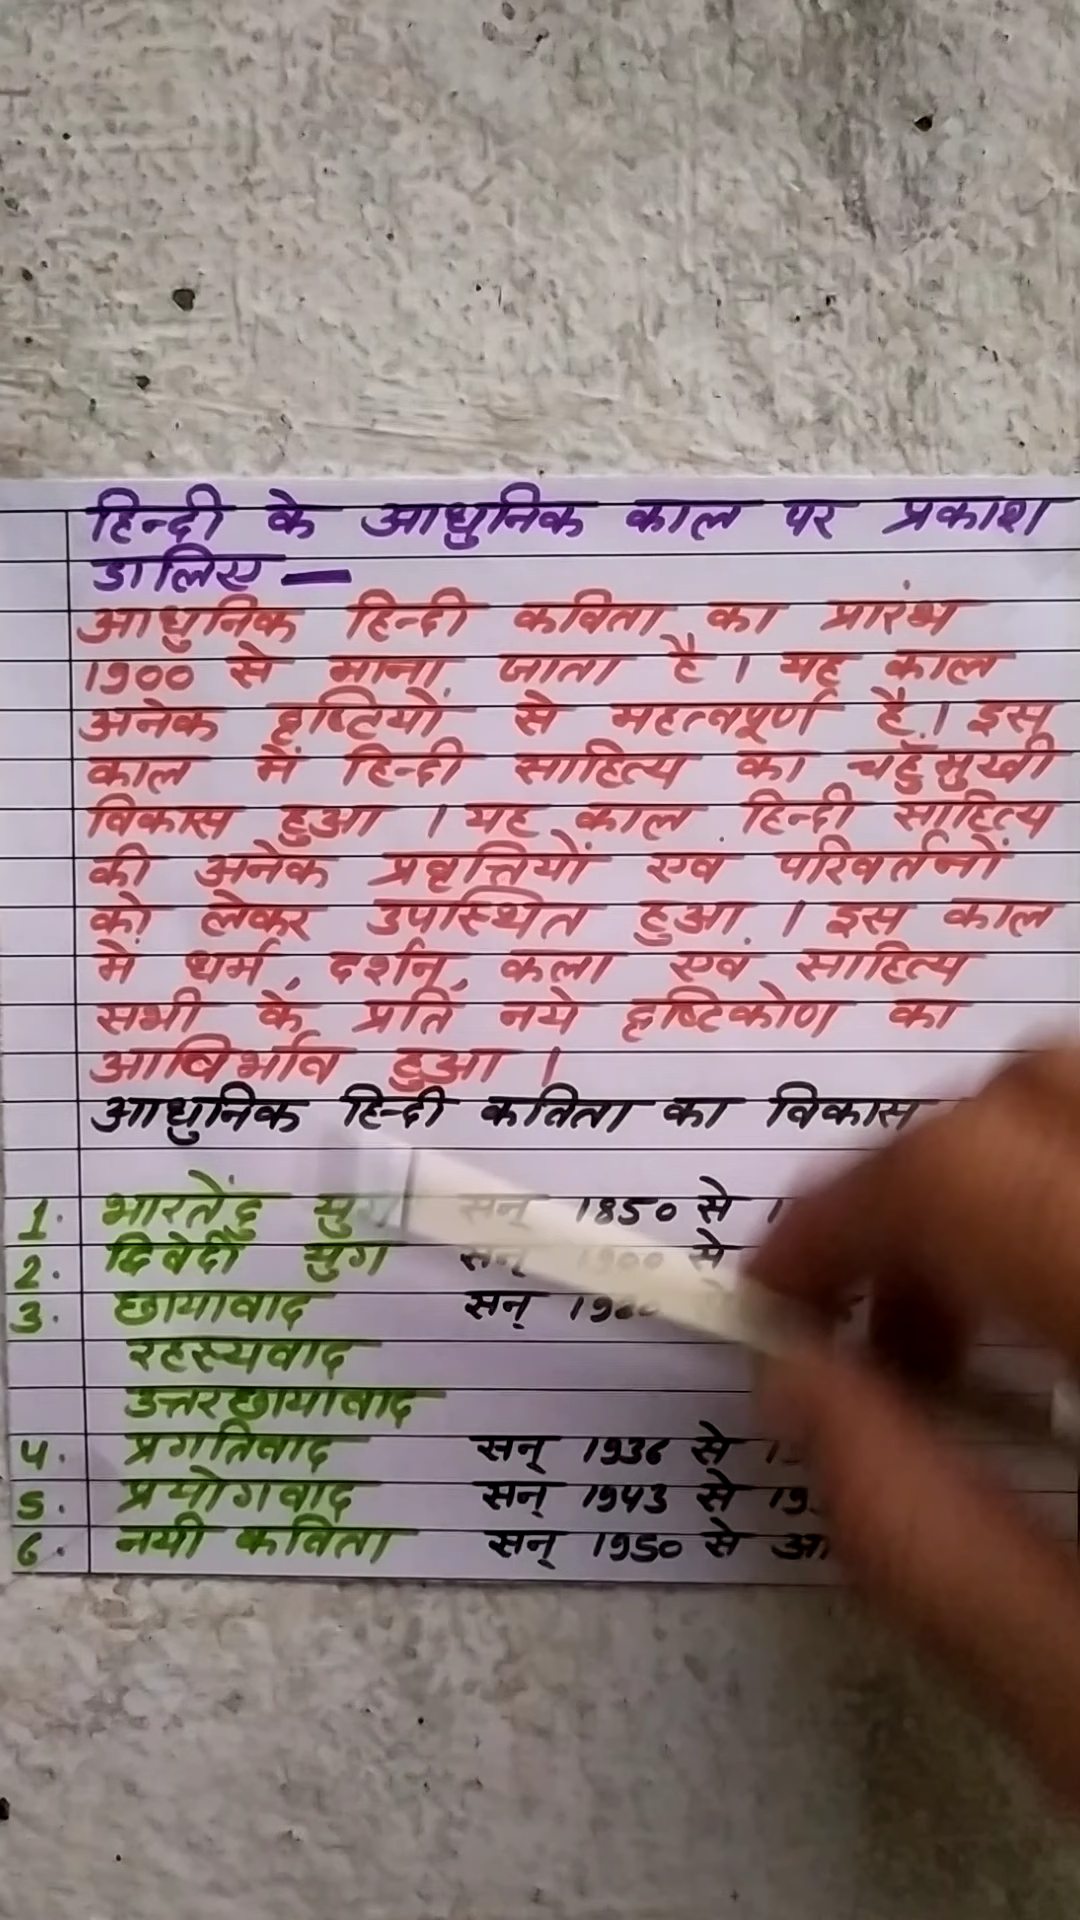 हिन्दी के आधुनिक काल पर प्रकाश
डालिए —
आधुनिक हिन्दी कविता का प्रारंभ
1900 से माना जाता है । यह काल
अनेक दृष्टियों से महत्वपूर्ण है । इस
काल में हिन्दी साहित्य का चहुँमुखी
विकास हुआ । यह काल हिन्दी साहित्य
की अनेक प्रवृत्तियों एवं परिवर्तनों
को लेकर उपस्थित हुआ । इस काल
में धर्म, दर्शन, कला एवं साहित्य
सभी के प्रति नये दृष्टिकोण का
आविर्भाव हुआ ।
आधुनिक हिन्दी कविता का विकास
1. भारतेंदु युग सन् 1850 से
2. द्विवेदी युग सन् 1900 से
3. छायावाद सन्
रहस्यवाद
उत्तरछायावाद
4. प्रगतिवाद सन् 1936 से
5. प्रयोगवाद सन् 1943 से
6. नयी कविता सन् 1950 से